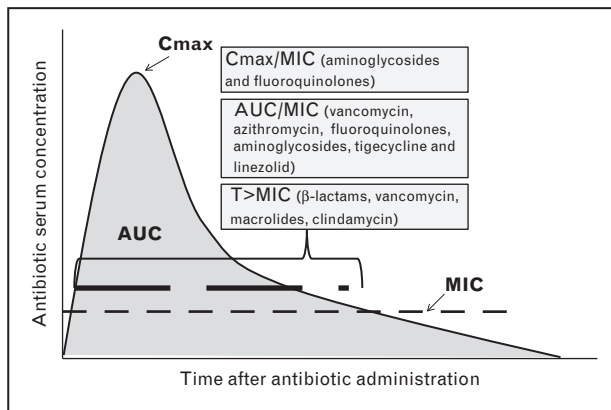 Cmax
Cmax/MIC (aminoglycosides
and fluoroquinolones)
AUC/MIC (vancomycin,
azithromycin, fluoroquinolones,
aminoglycosides, tigecycline and
linezolid)
T>MIC (β-lactams, vancomycin,
macrolides, clindamycin)
AUC
MIC
Antibiotic serum concentration
Time after antibiotic administration